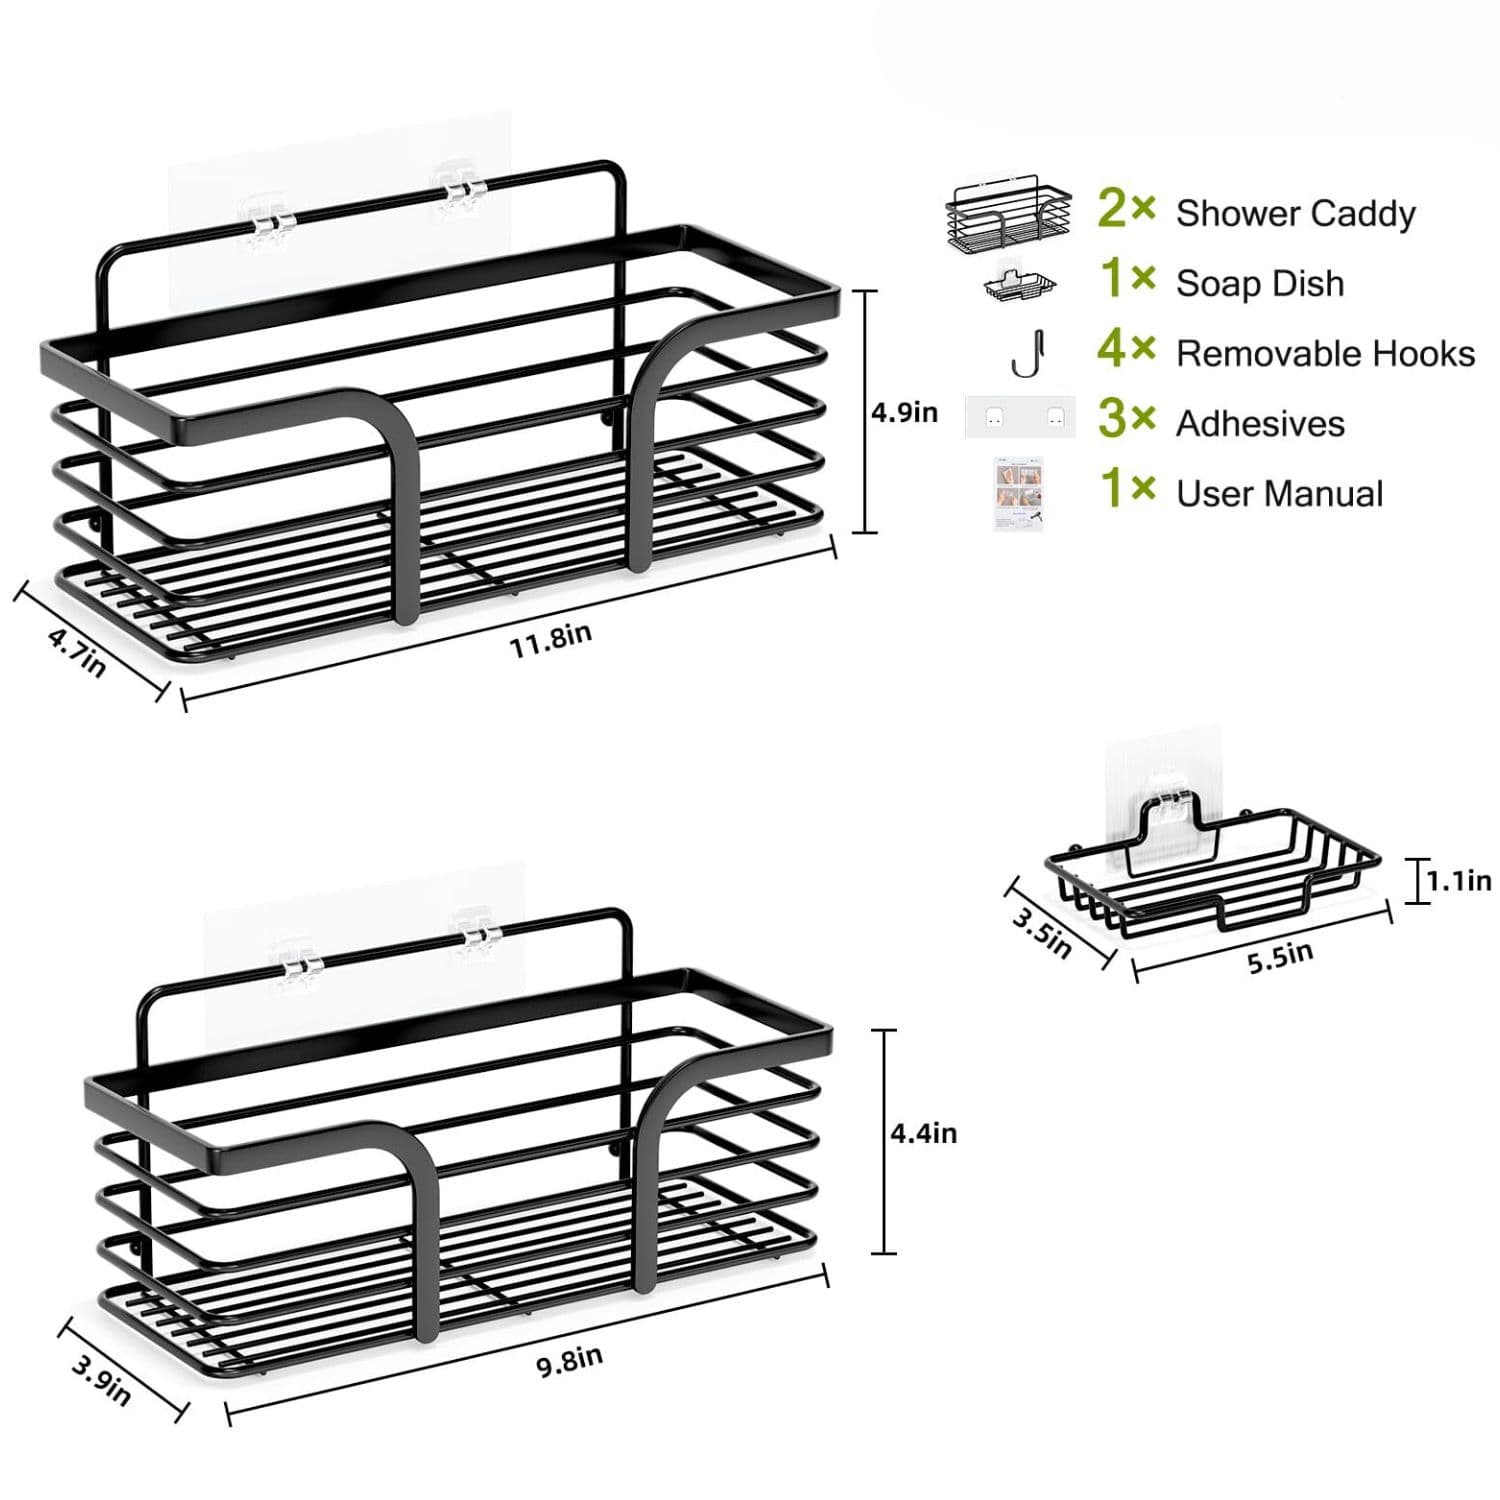 2× Shower Caddy
1× Soap Dish
4× Removable Hooks
3× Adhesives
1× User Manual
4.9in
4.7in
11.8in
1.1in
3.5in
5.5in
4.4in
3.9in
9.8in